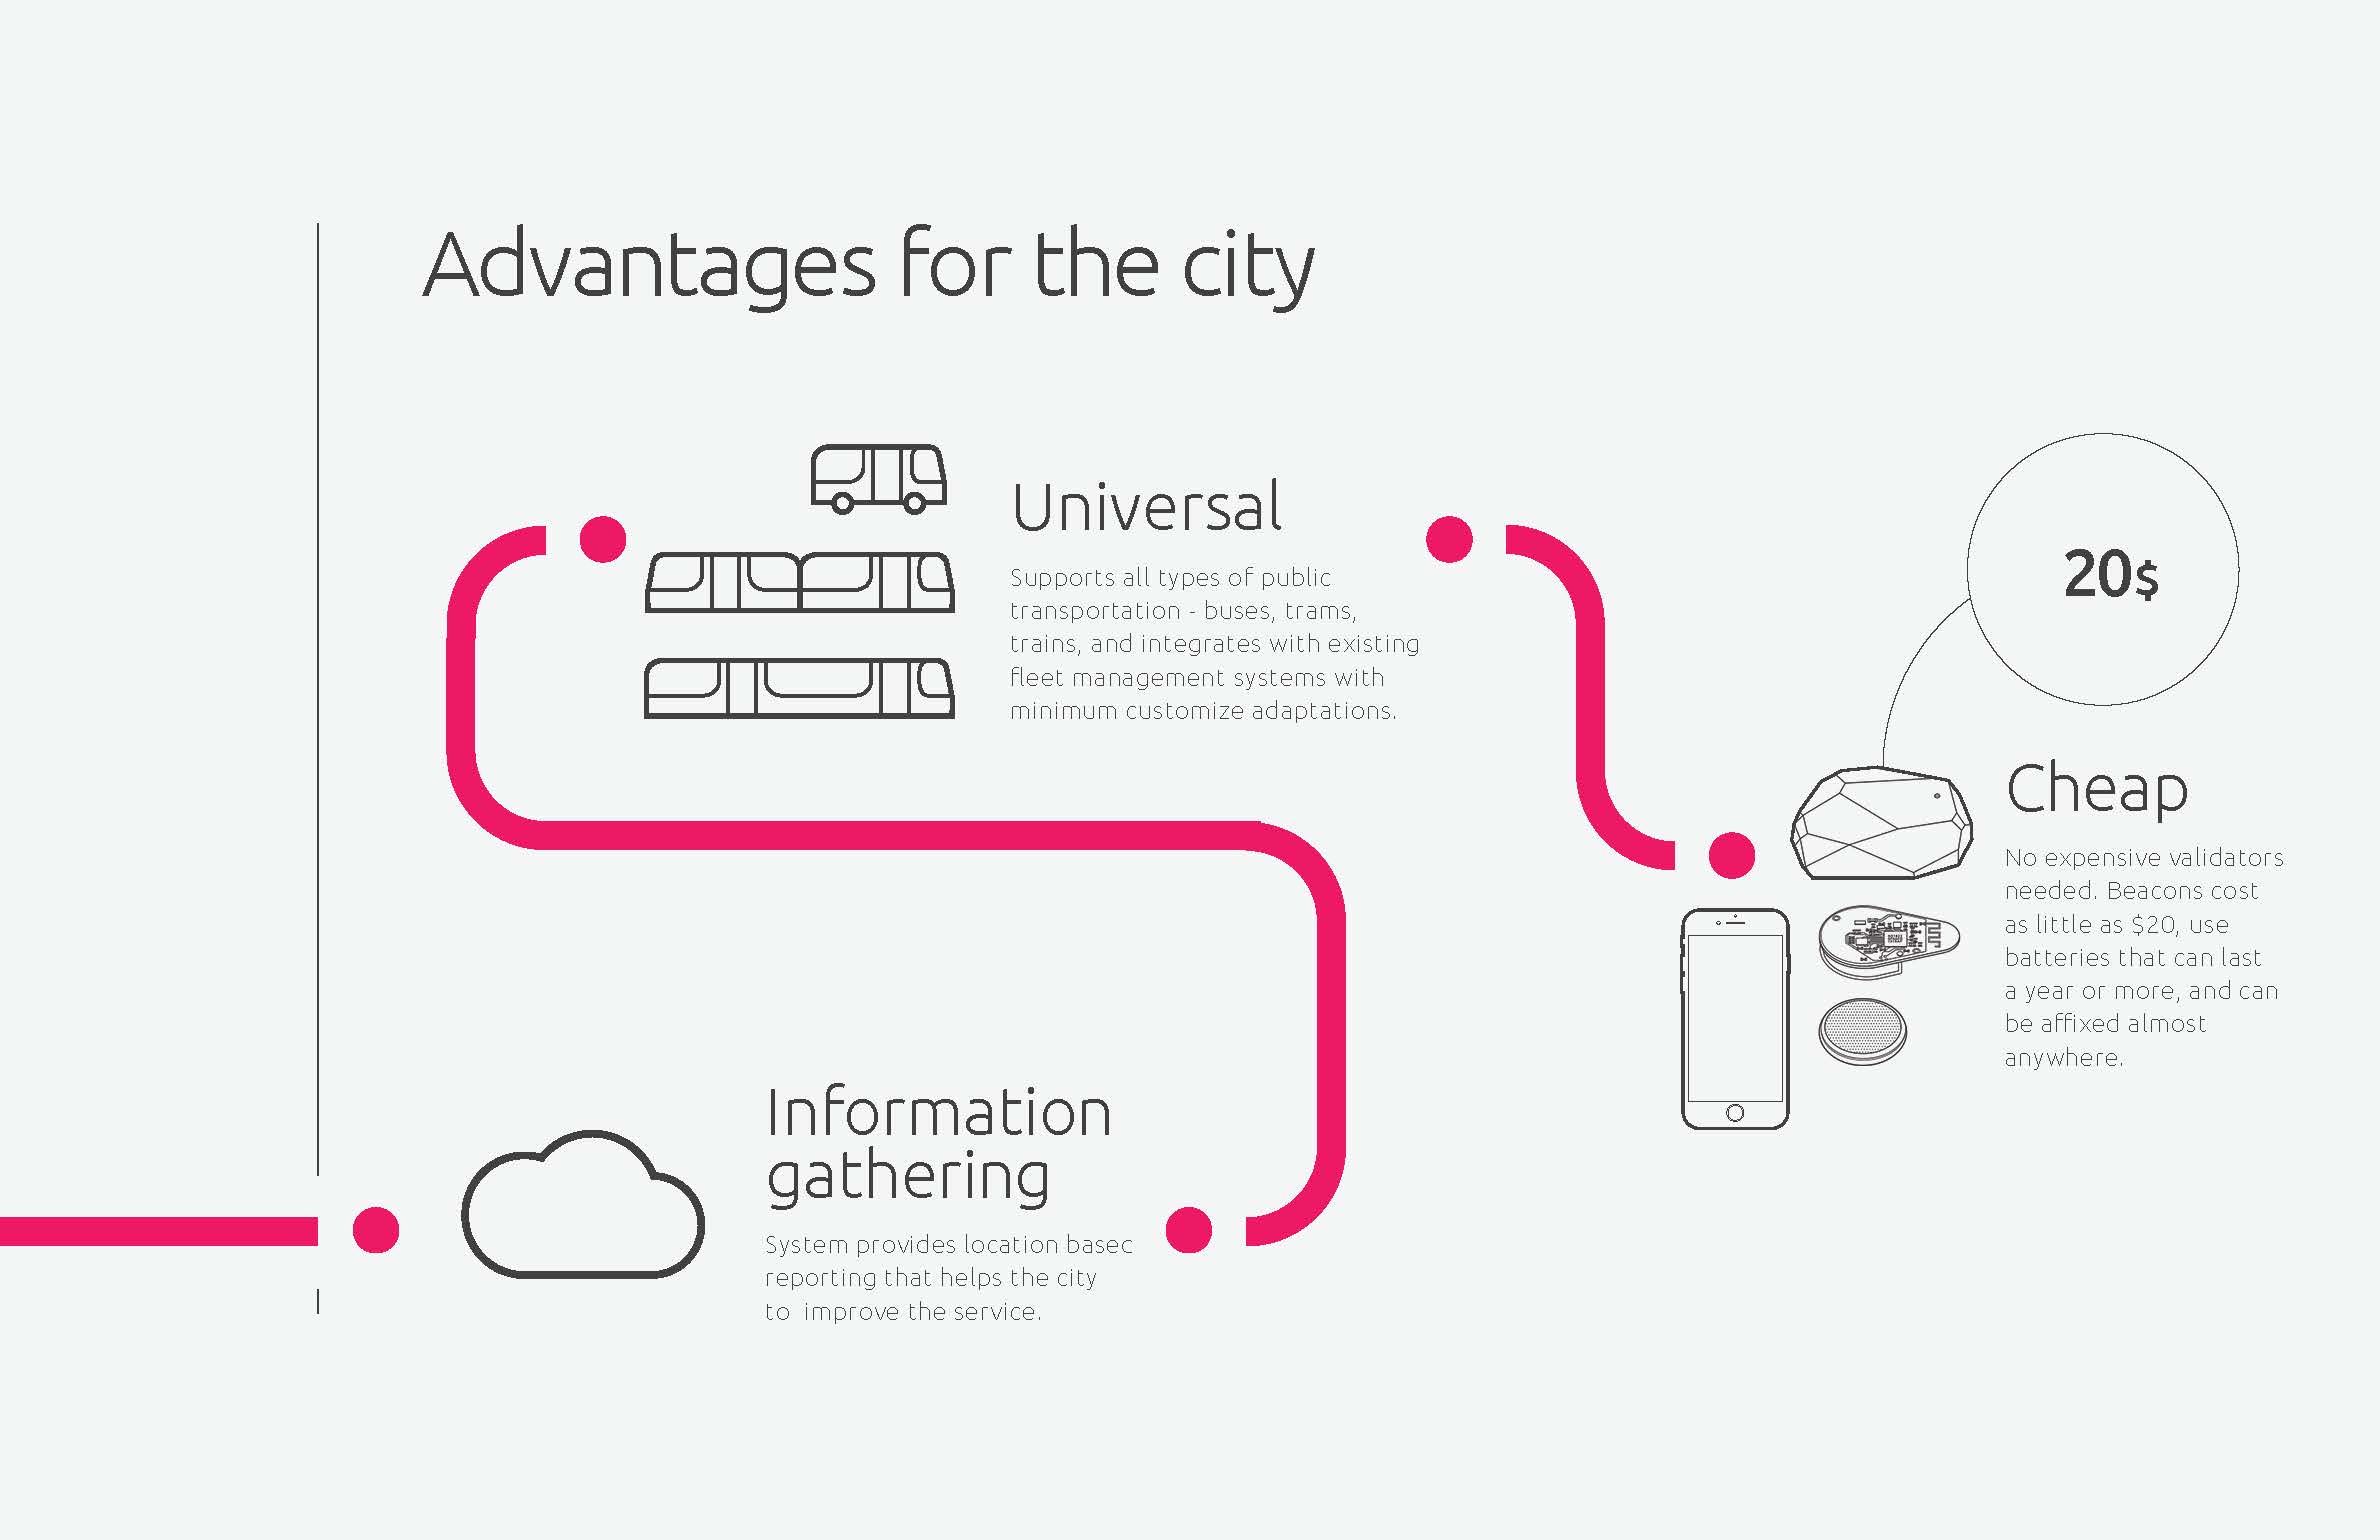 Advantages for the city
Universal
Supports all types of public
transportation - buses, trams,
trains, and integrates with existing
fleet management systems with
minimum customize adaptations.
20$
Cheap
No expensive validators
needed. Beacons cost
as little as $20, use
batteries that can last
a year or more, and can
be affixed almost
anywhere.
Information
gathering
System provides location basec
reporting that helps the city
to  improve the service.